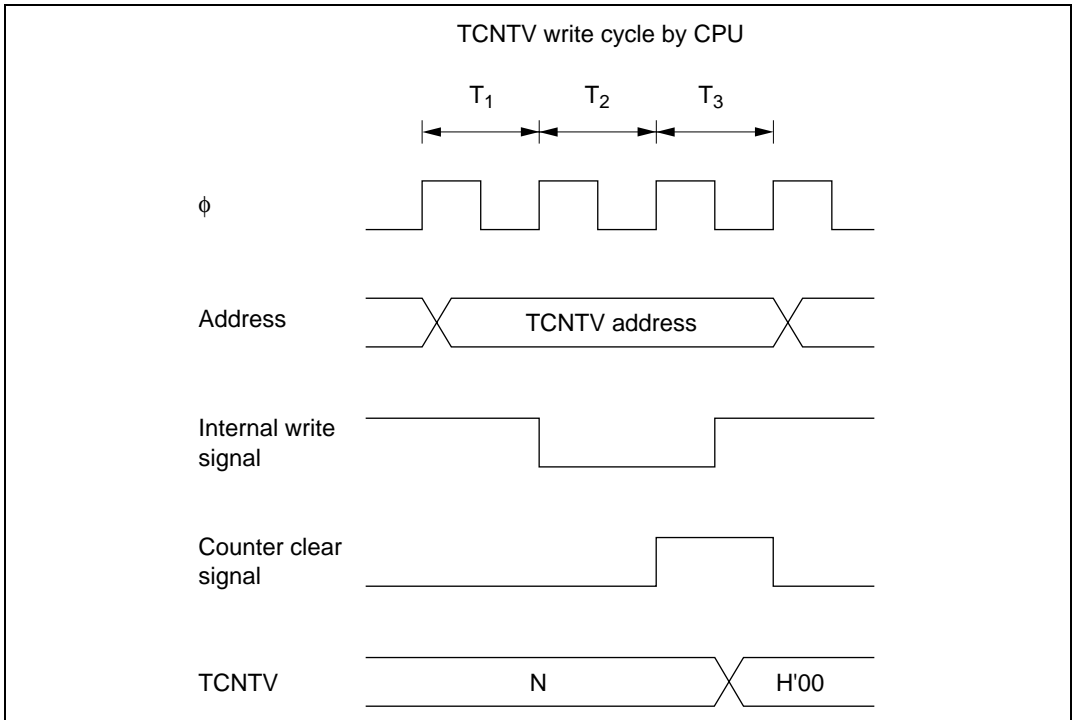 TCNTV write cycle by CPU
T₁ T₂ T₃
ϕ
Address
TCNTV address
Internal write
signal
Counter clear
signal
TCNTV
N
H'00